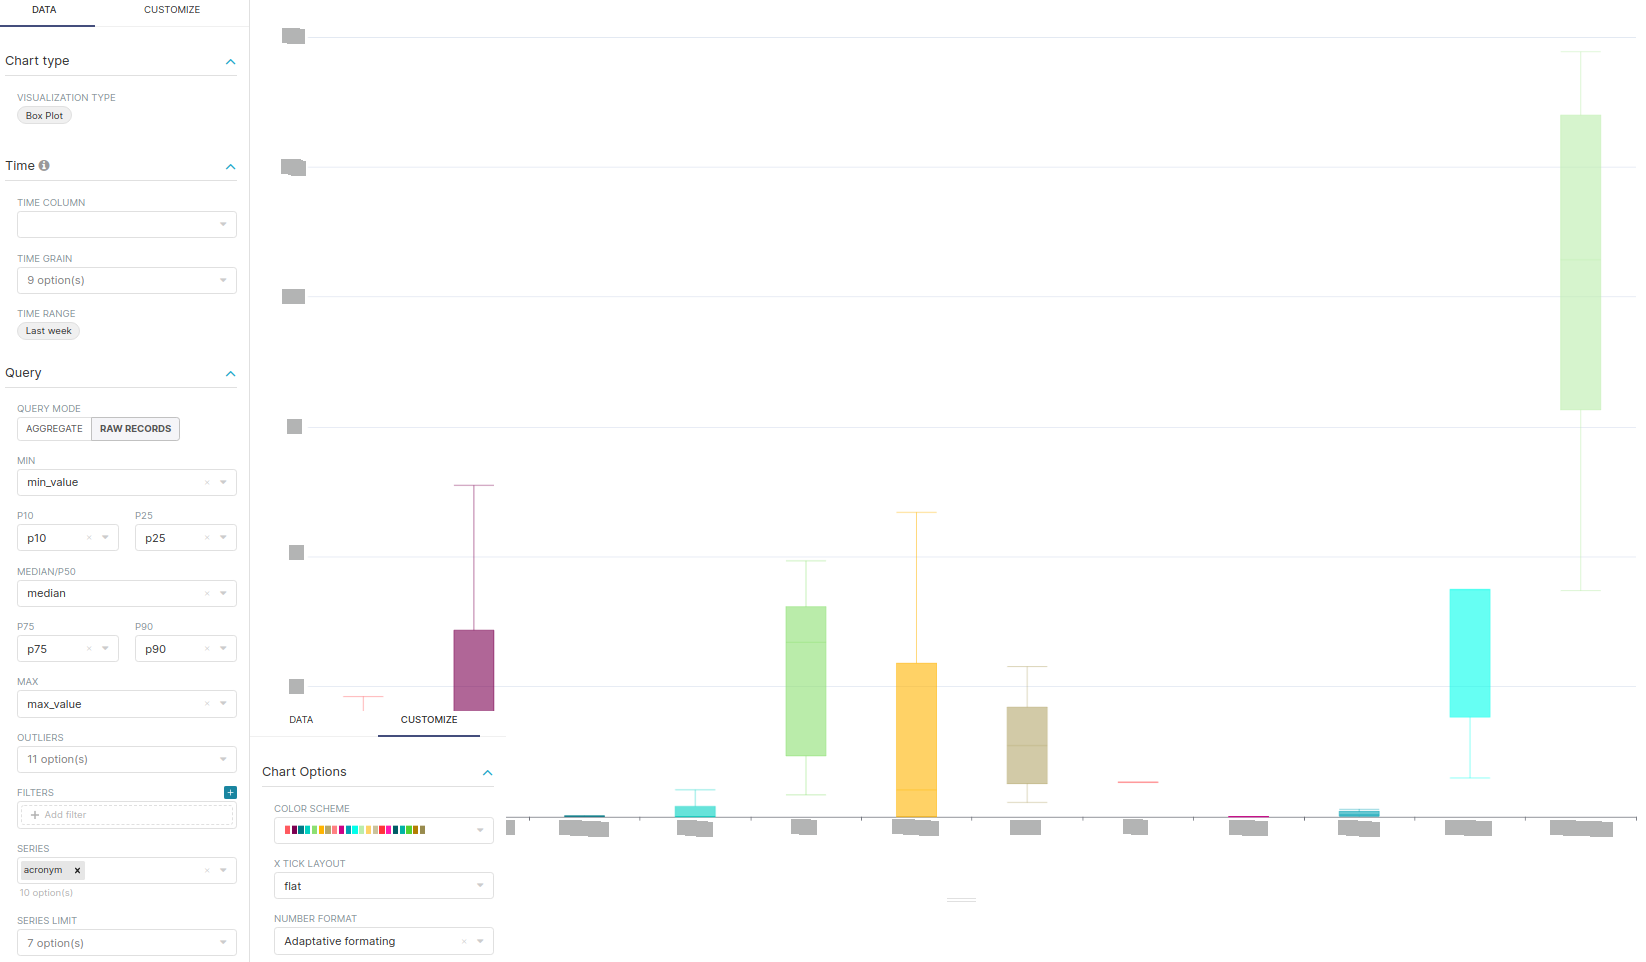 DATA CUSTOMIZE
Chart type
VISUALIZATION TYPE
Box Plot
Time
TIME COLUMN
TIME GRAIN
9 option(s)
TIME RANGE
Last week
Query
QUERY MODE
AGGREGATE RAW RECORDS
MIN
min_value
P10 P25
p10 p25
MEDIAN/P50
median
P75 P90
p75 p90
MAX
max_value
OUTLIERS
11 option(s)
FILTERS
Add filter
SERIES
acronym
10 option(s)
SERIES LIMIT
7 option(s)
DATA CUSTOMIZE
Chart Options
COLOR SCHEME
X TICK LAYOUT
flat
NUMBER FORMAT
Adaptative formating